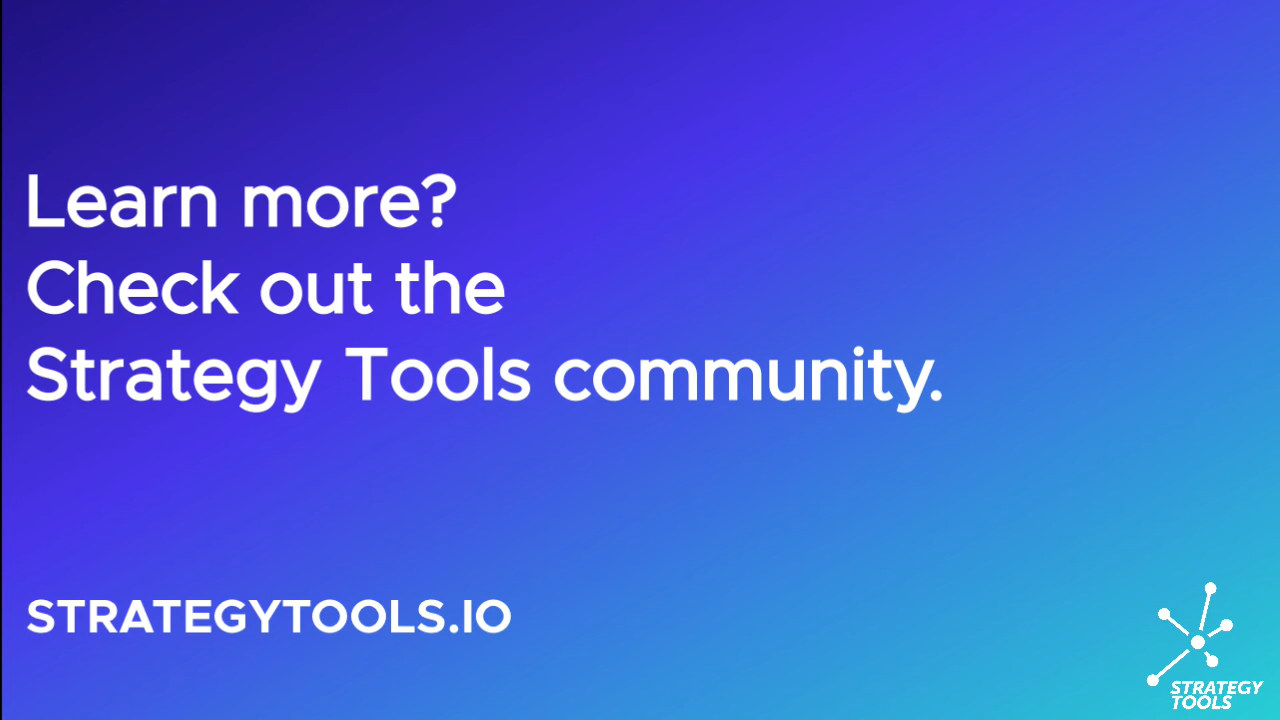 Learn more?
Check out the
Strategy Tools community.
STRATEGYTOOLS.IO
STRATEGY
TOOLS